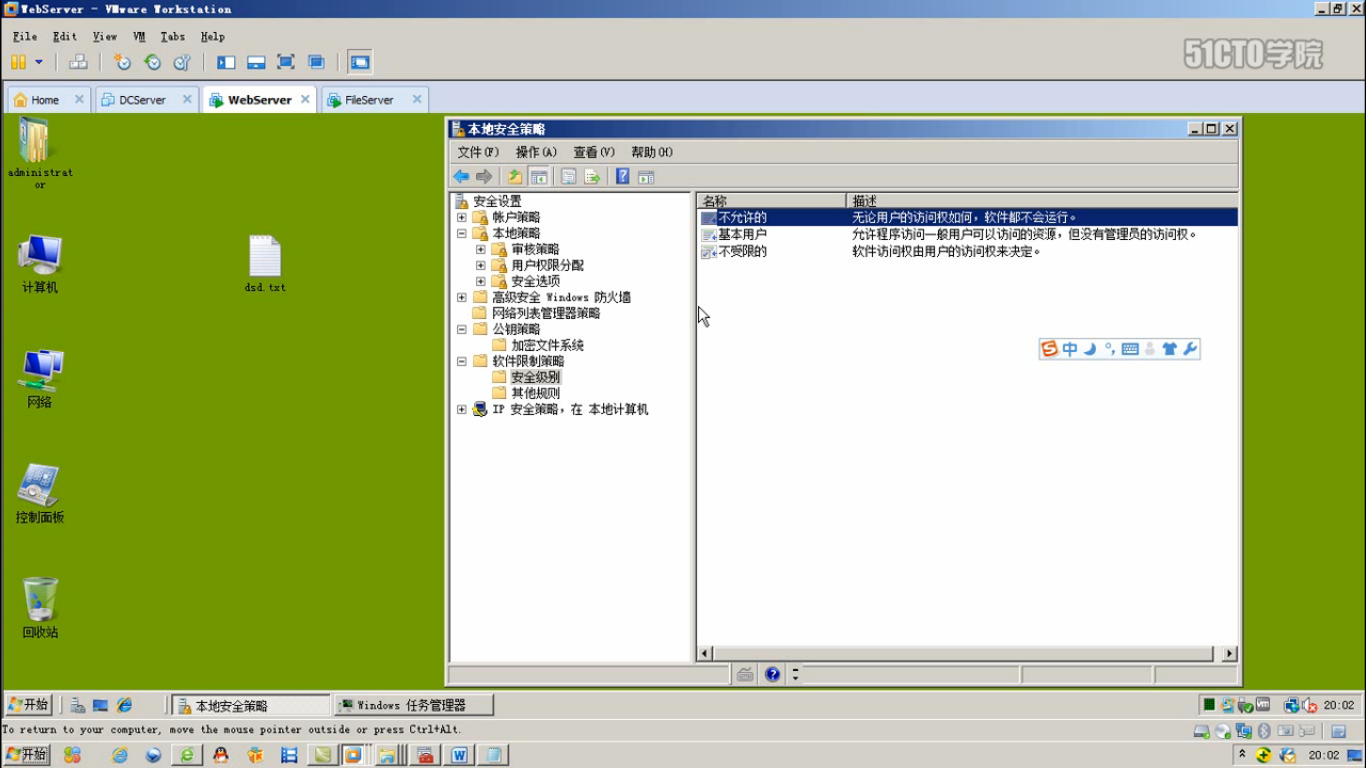 WebServer - VMware Workstation
File Edit View VM Tabs Help
51CTO学院
Home DCServer WebServer FileServer
administrat
or
计算机
dsd.txt
网络
控制面板
回收站
本地安全策略
文件(F) 操作(A) 查看(V) 帮助(H)
安全设置
帐户策略
本地策略
审核策略
用户权限分配
安全选项
高级安全 Windows 防火墙
网络列表管理器策略
公钥策略
加密文件系统
软件限制策略
安全级别
其他规则
IP 安全策略，在 本地计算机
名称 描述
不允许的 无论用户的访问权如何，软件都不会运行。
基本用户 允许程序访问一般用户可以访问的资源，但没有管理员的访问权。
不受限的 软件访问权由用户的访问权来决定。
中
开始 本地安全策略 Windows 任务管理器 20:02
To return to your computer, move the mouse pointer outside or press Ctrl+Alt.
开始 20:02